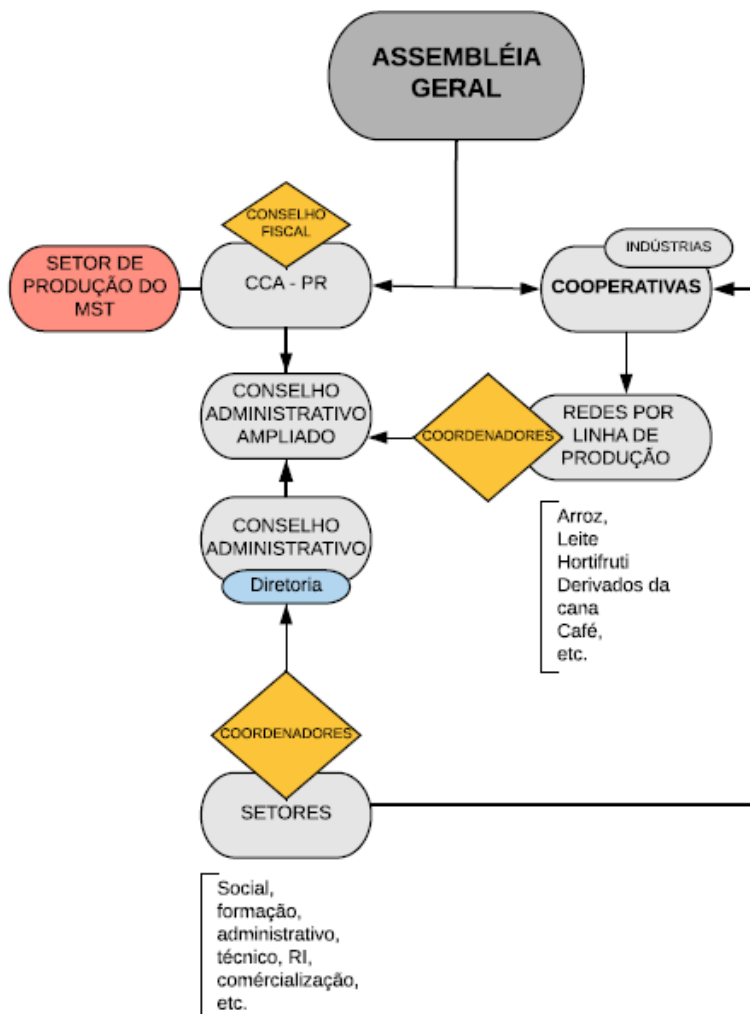 ASSEMBLÉIA
GERAL
CONSELHO
FISCAL
INDÚSTRIAS
SETOR DE
PRODUÇÃO DO
MST
CCA - PR
COOPERATIVAS
CONSELHO
ADMINISTRATIVO
AMPLIADO
COORDENADORES
REDES POR
LINHA DE
PRODUÇÃO
CONSELHO
ADMINISTRATIVO
Diretoria
Arroz,
Leite
Hortifruti
Derivados da
cana
Café,
etc.
COORDENADORES
SETORES
Social,
formação,
administrativo,
técnico, RI,
comércialização,
etc.